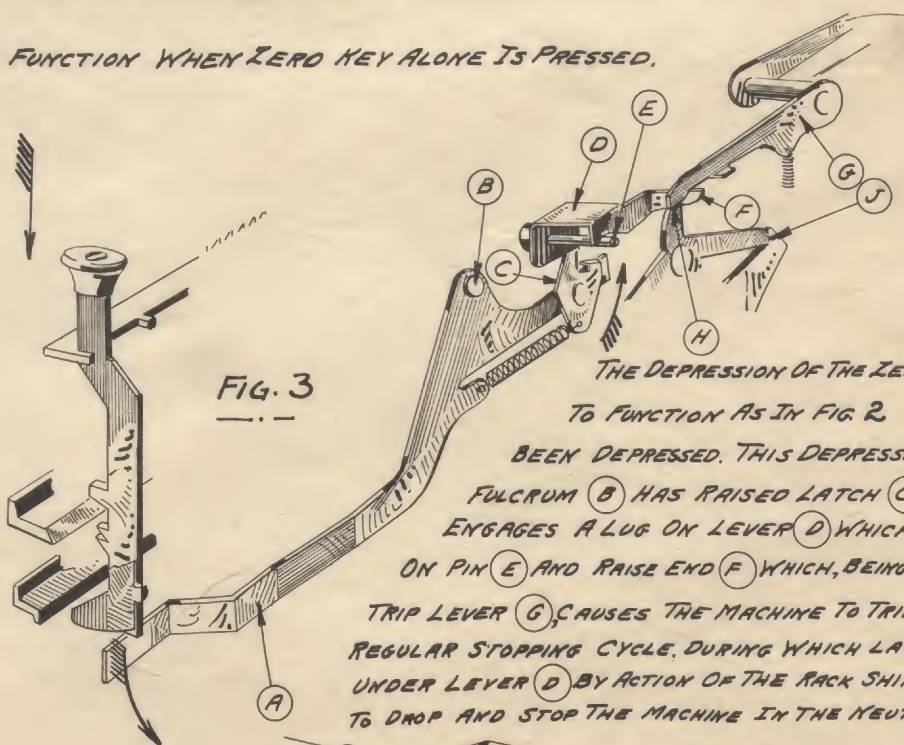 FUNCTION WHEN ZERO KEY ALONE IS PRESSED.
E
D
B
G
F
J
C
H
FIG. 3
THE DEPRESSION OF THE ZE
TO FUNCTION AS IN FIG. 2
BEEN DEPRESSED. THIS DEPRESS
FULCRUM B HAS RAISED LATCH C
ENGAGES A LUG ON LEVER D WHICH
ON PIN E AND RAISE END F WHICH, BEING
TRIP LEVER G, CAUSES THE MACHINE TO TRI
REGULAR STOPPING CYCLE, DURING WHICH LA
UNDER LEVER D BY ACTION OF THE RACK SHI
TO DROP AND STOP THE MACHINE IN THE NEUT
A